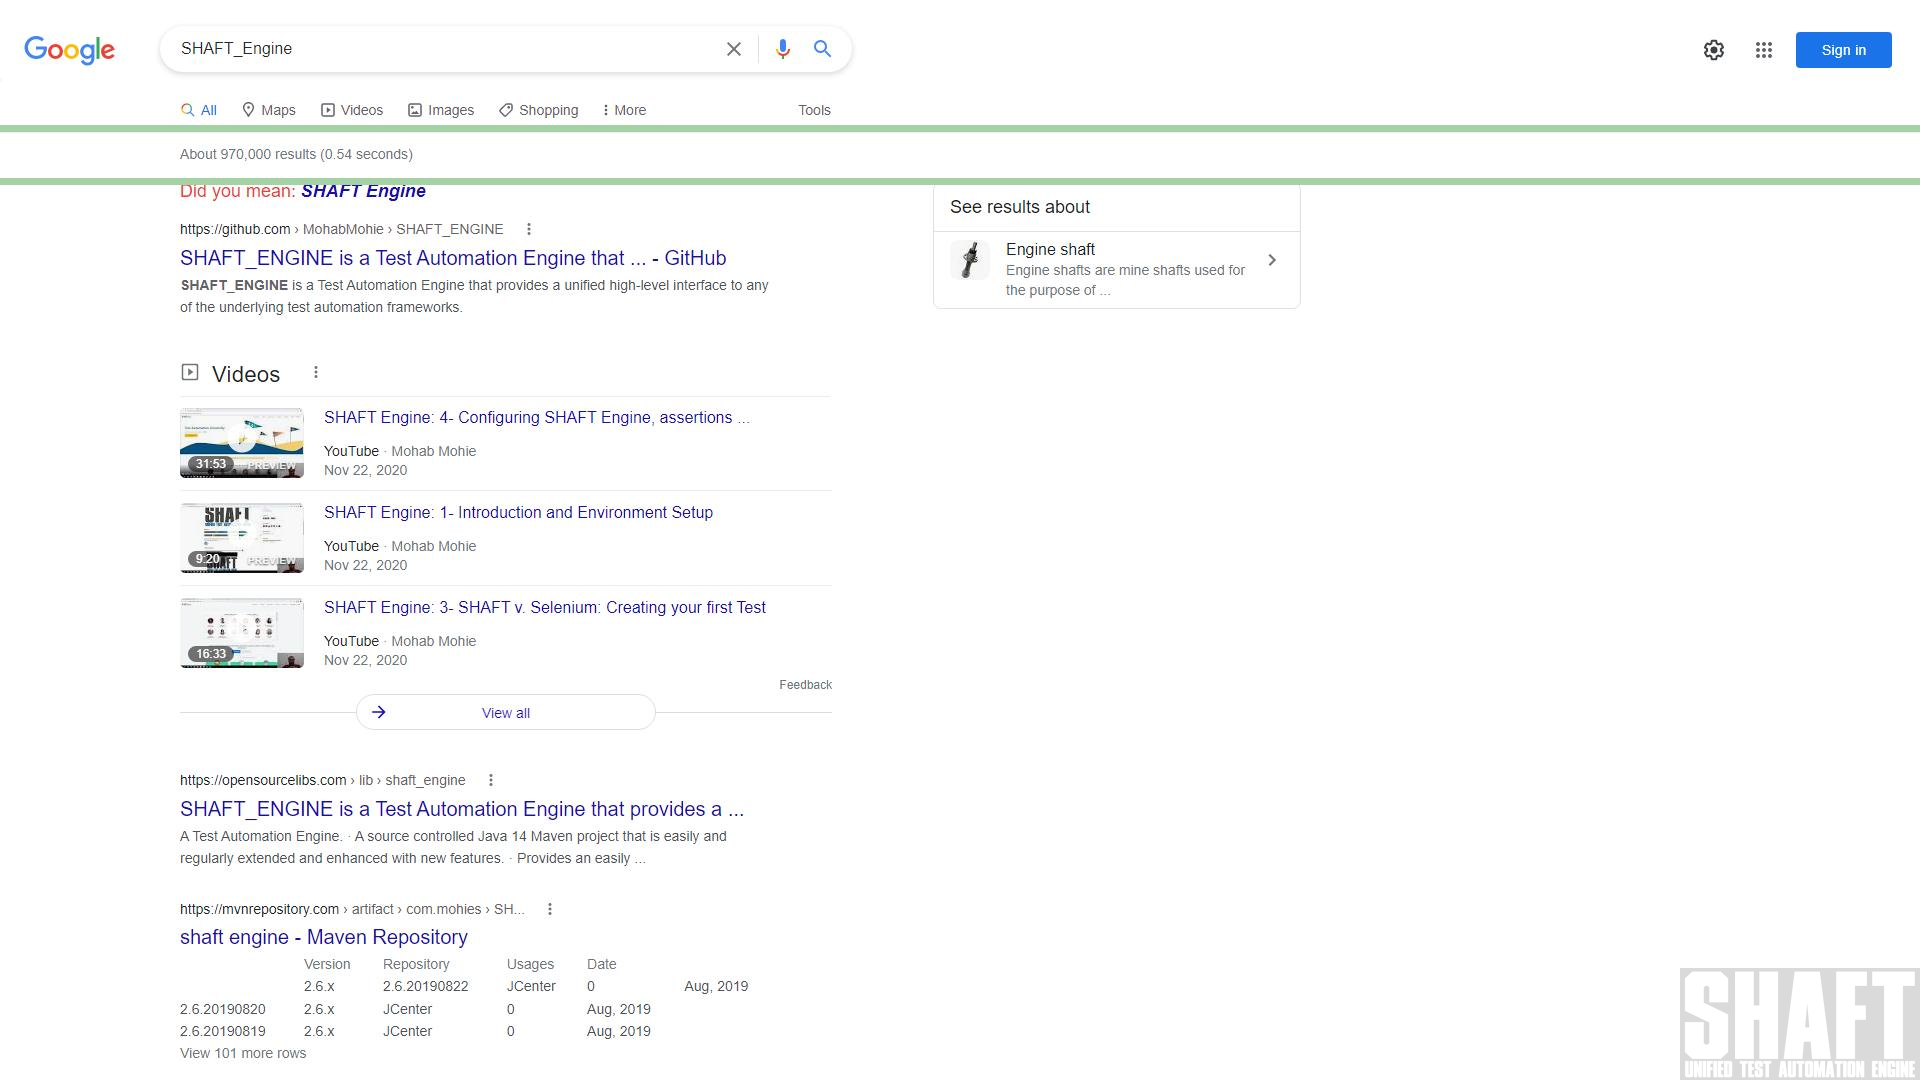 Google
SHAFT_Engine
Sign in
All
Maps
Videos
Images
Shopping
More
Tools
About 970,000 results (0.54 seconds)
Did you mean: SHAFT Engine
https://github.com › MohabMohie › SHAFT_ENGINE
SHAFT_ENGINE is a Test Automation Engine that ... - GitHub
SHAFT_ENGINE is a Test Automation Engine that provides a unified high-level interface to any
of the underlying test automation frameworks.
See results about
Engine shaft
Engine shafts are mine shafts used for
the purpose of ...
Videos
31:53
PREVIEW
SHAFT Engine: 4- Configuring SHAFT Engine, assertions ...
YouTube · Mohab Mohie
Nov 22, 2020
SHAFT
9:20
PREVIEW
SHAFT
SHAFT Engine: 1- Introduction and Environment Setup
YouTube · Mohab Mohie
Nov 22, 2020
16:33
SHAFT Engine: 3- SHAFT v. Selenium: Creating your first Test
YouTube · Mohab Mohie
Nov 22, 2020
Feedback
View all
https://opensourcelibs.com › lib › shaft_engine
SHAFT_ENGINE is a Test Automation Engine that provides a ...
A Test Automation Engine. · A source controlled Java 14 Maven project that is easily and
regularly extended and enhanced with new features. · Provides an easily ...
https://mvnrepository.com › artifact › com.mohies › SH...
shaft engine - Maven Repository
Version Repository Usages Date
2.6.x 2.6.20190822 JCenter 0 Aug, 2019
2.6.20190820 2.6.x JCenter 0 Aug, 2019
2.6.20190819 2.6.x JCenter 0 Aug, 2019
View 101 more rows
SHAFT
UNIFIED TEST AUTOMATION ENGINE